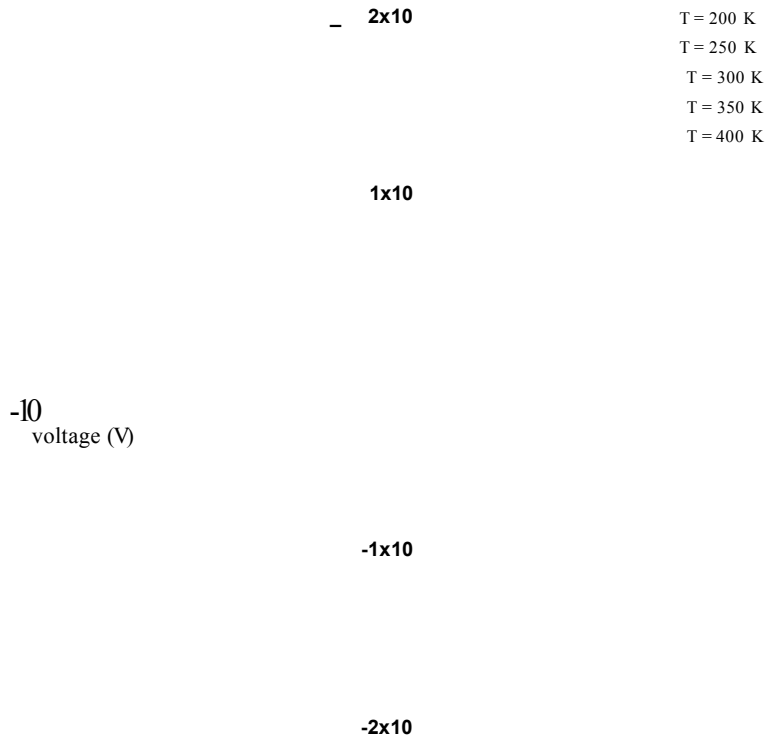 2x10
T = 200 K
T = 250 K
T = 300 K
T = 350 K
T = 400 K
1x10
-10
voltage (V)
-1x10
-2x10